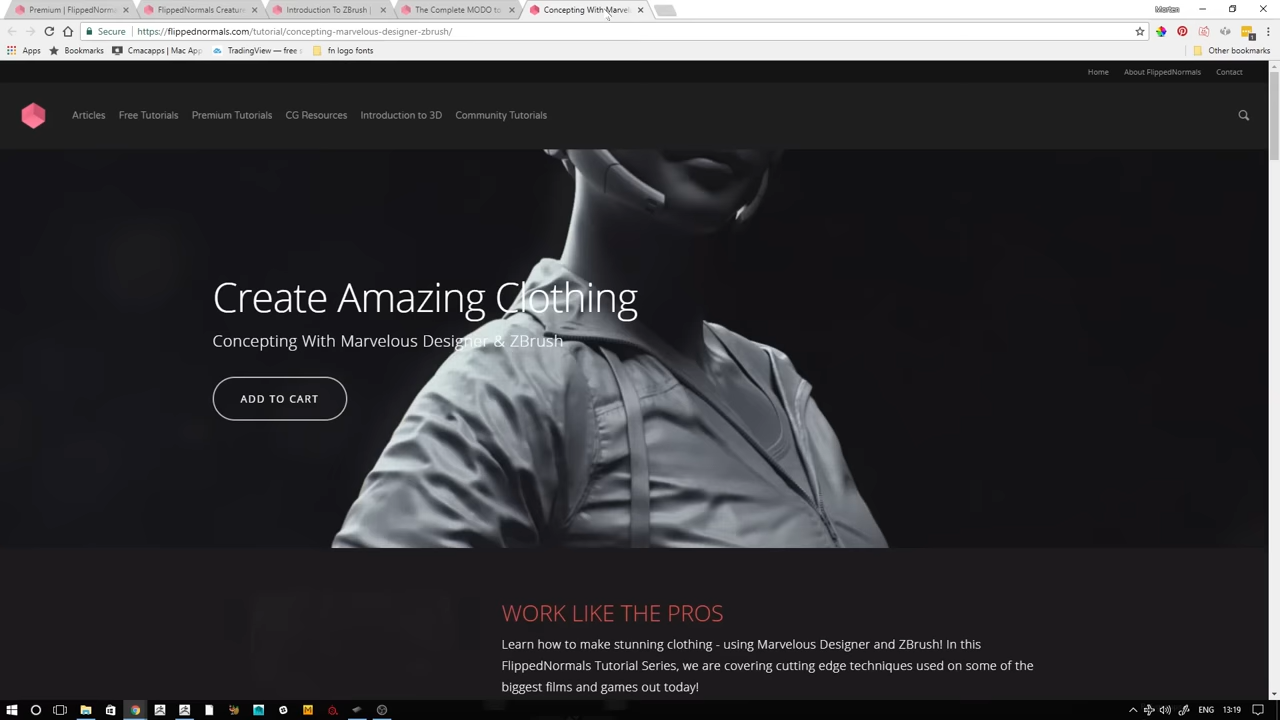 Premium | FlippedNorm
FlippedNormals Creature
Introduction To ZBrush |
The Complete MODO to
Concepting With Marvel
Morten
Secure
https://flippednormals.com/tutorial/concepting-marvelous-designer-zbrush/
Apps
Bookmarks
Cmacapps | Mac App
TradingView — free s
fn logo fonts
Other bookmarks
Home
About FlippedNormals
Contact
Articles
Free Tutorials
Premium Tutorials
CG Resources
Introduction to 3D
Community Tutorials
Create Amazing Clothing
Concepting With Marvelous Designer & ZBrush
ADD TO CART
WORK LIKE THE PROS
Learn how to make stunning clothing - using Marvelous Designer and ZBrush! In this
FlippedNormals Tutorial Series, we are covering cutting edge techniques used on some of the
biggest films and games out today!
ENG
13:19